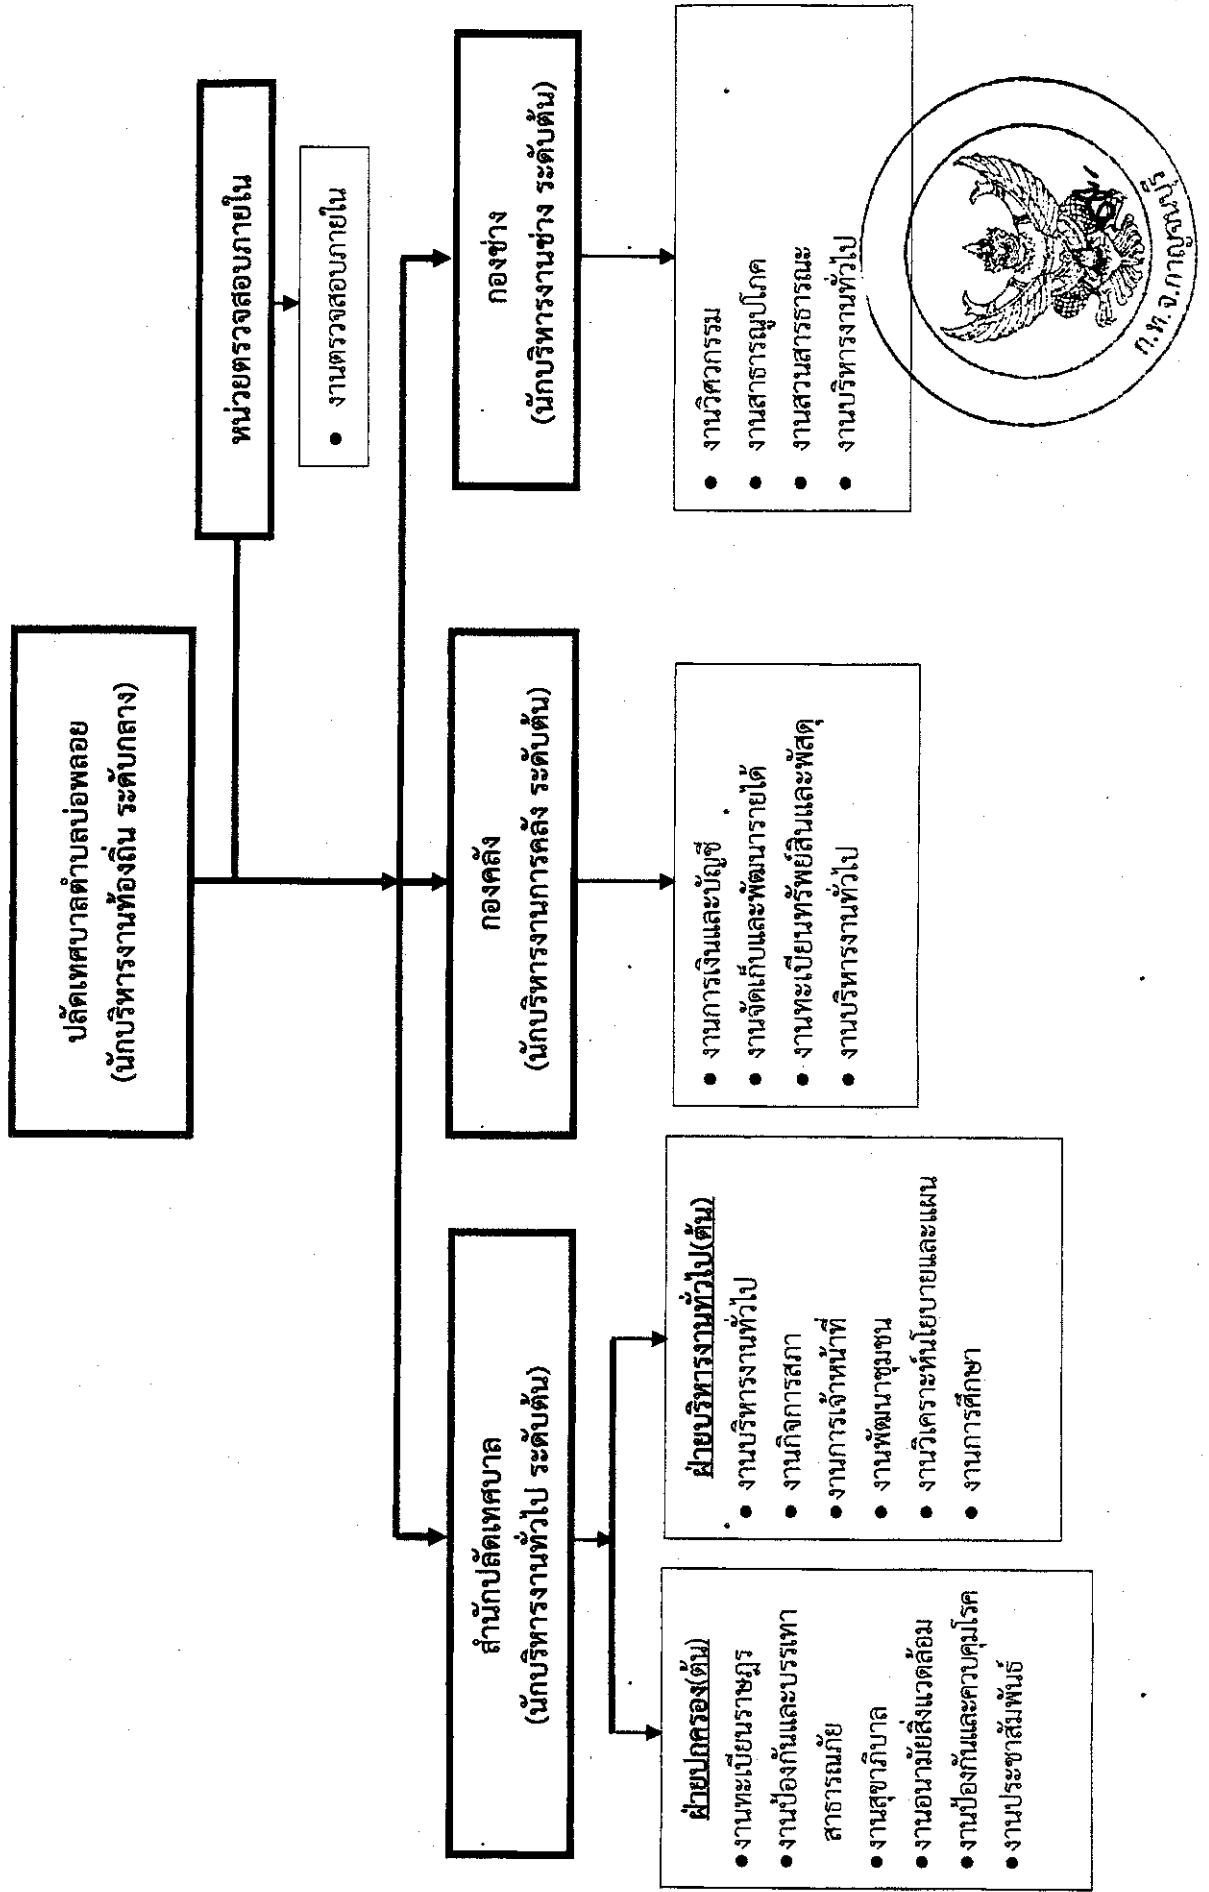 ปลัดเทศบาลตำบลบ่อพลอย
(นักบริหารงานท้องถิ่น ระดับกลาง)
หน่วยตรวจสอบภายใน
• งานตรวจสอบภายใน
สำนักปลัดเทศบาล
(นักบริหารงานทั่วไป ระดับต้น)
กองคลัง
(นักบริหารงานการคลัง ระดับต้น)
กองช่าง
(นักบริหารงานช่าง ระดับต้น)
ฝ่ายปกครอง(ต้น)
• งานทะเบียนราษฎร
• งานป้องกันและบรรเทา
สาธารณภัย
• งานสุขาภิบาล
• งานอนามัยสิ่งแวดล้อม
• งานป้องกันและควบคุมโรค
• งานประชาสัมพันธ์
ฝ่ายบริหารงานทั่วไป(ต้น)
• งานบริหารงานทั่วไป
• งานกิจการสภา
• งานการเจ้าหน้าที่
• งานพัฒนาชุมชน
• งานวิเคราะห์นโยบายและแผน
• งานการศึกษา
• งานการเงินและบัญชี
• งานจัดเก็บและพัฒนารายได้
• งานทะเบียนทรัพย์สินและพัสดุ
• งานบริหารงานทั่วไป
• งานวิศวกรรม
• งานสาธารณูปโภค
• งานสวนสาธารณะ
• งานบริหารงานทั่วไป
ก.ท.จ.กาญจนบุรี